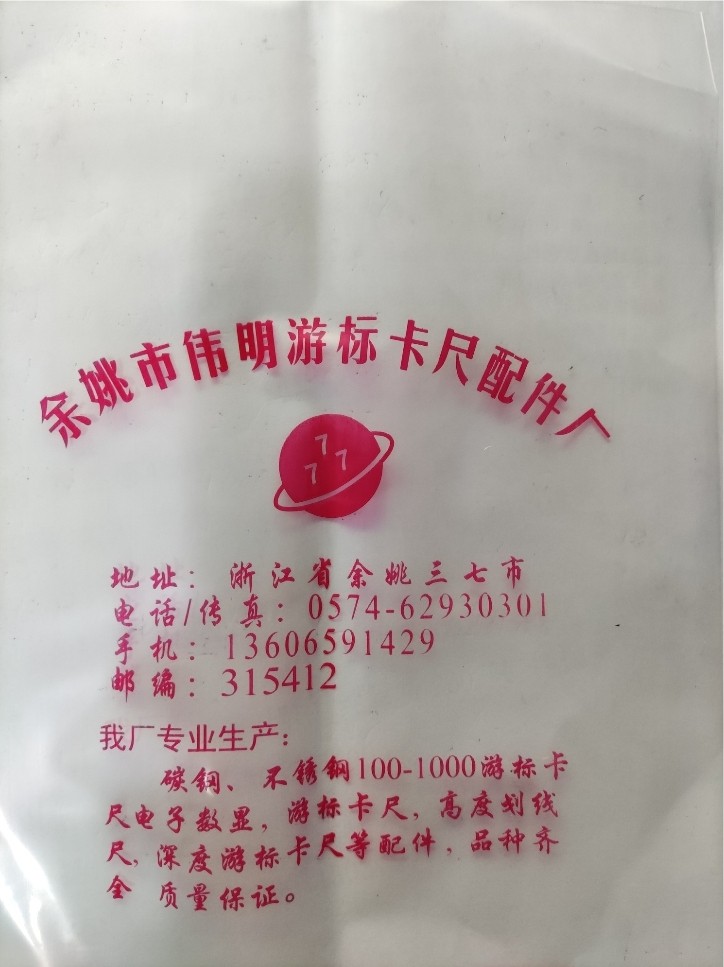 余姚市伟明游标卡尺配件厂
7
7 7
地址：浙江省余姚三七市
电话/传真：0574-62930301
手机：13606591429
邮编：315412
我厂专业生产：
碳钢、不锈钢100-1000游标卡
尺电子数显，游标卡尺，高度划线
尺，深度游标卡尺等配件，品种齐
全 质量保证。